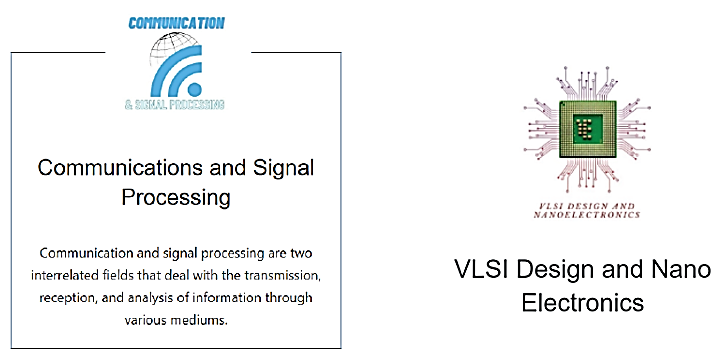 COMMUNICATION
& SIGNAL PROCESSING
Communications and Signal
Processing
Communication and signal processing are two
interrelated fields that deal with the transmission,
reception, and analysis of information through
various mediums.
VLSI DESIGN AND
NANOELECTRONICS
VLSI Design and Nano
Electronics